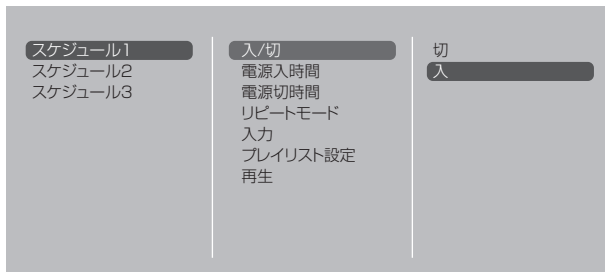 スケジュール1
スケジュール2
スケジュール3
入/切
電源入時間
電源切時間
リピートモード
入力
プレイリスト設定
再生
切
入